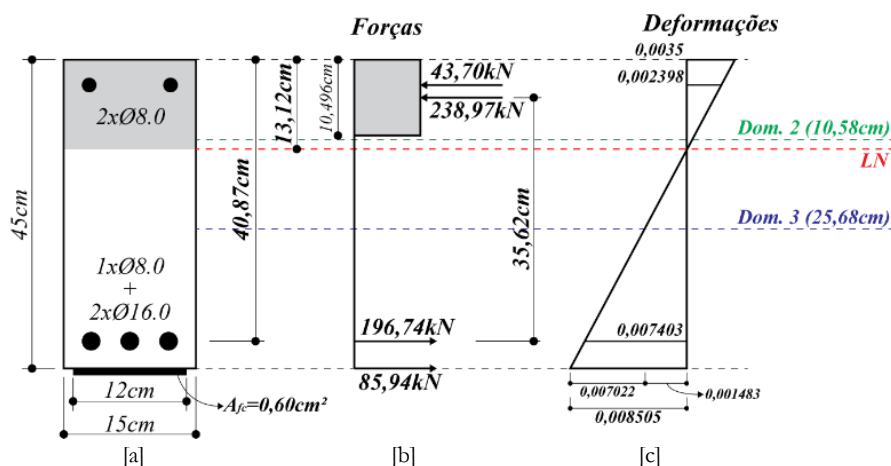 Forças
Deformações
0,0035
43,70kN
0,002398
2xØ8.0
13,12cm
10,496cm
238,97kN
Dom. 2 (10,58cm)
LN
45cm
40,87cm
35,62cm
Dom. 3 (25,68cm)
1xØ8.0
+
2xØ16.0
196,74kN
0,007403
85,94kN
12cm
Afc=0,60cm²
0,007022
0,001483
15cm
0,008505
[a]
[b]
[c]